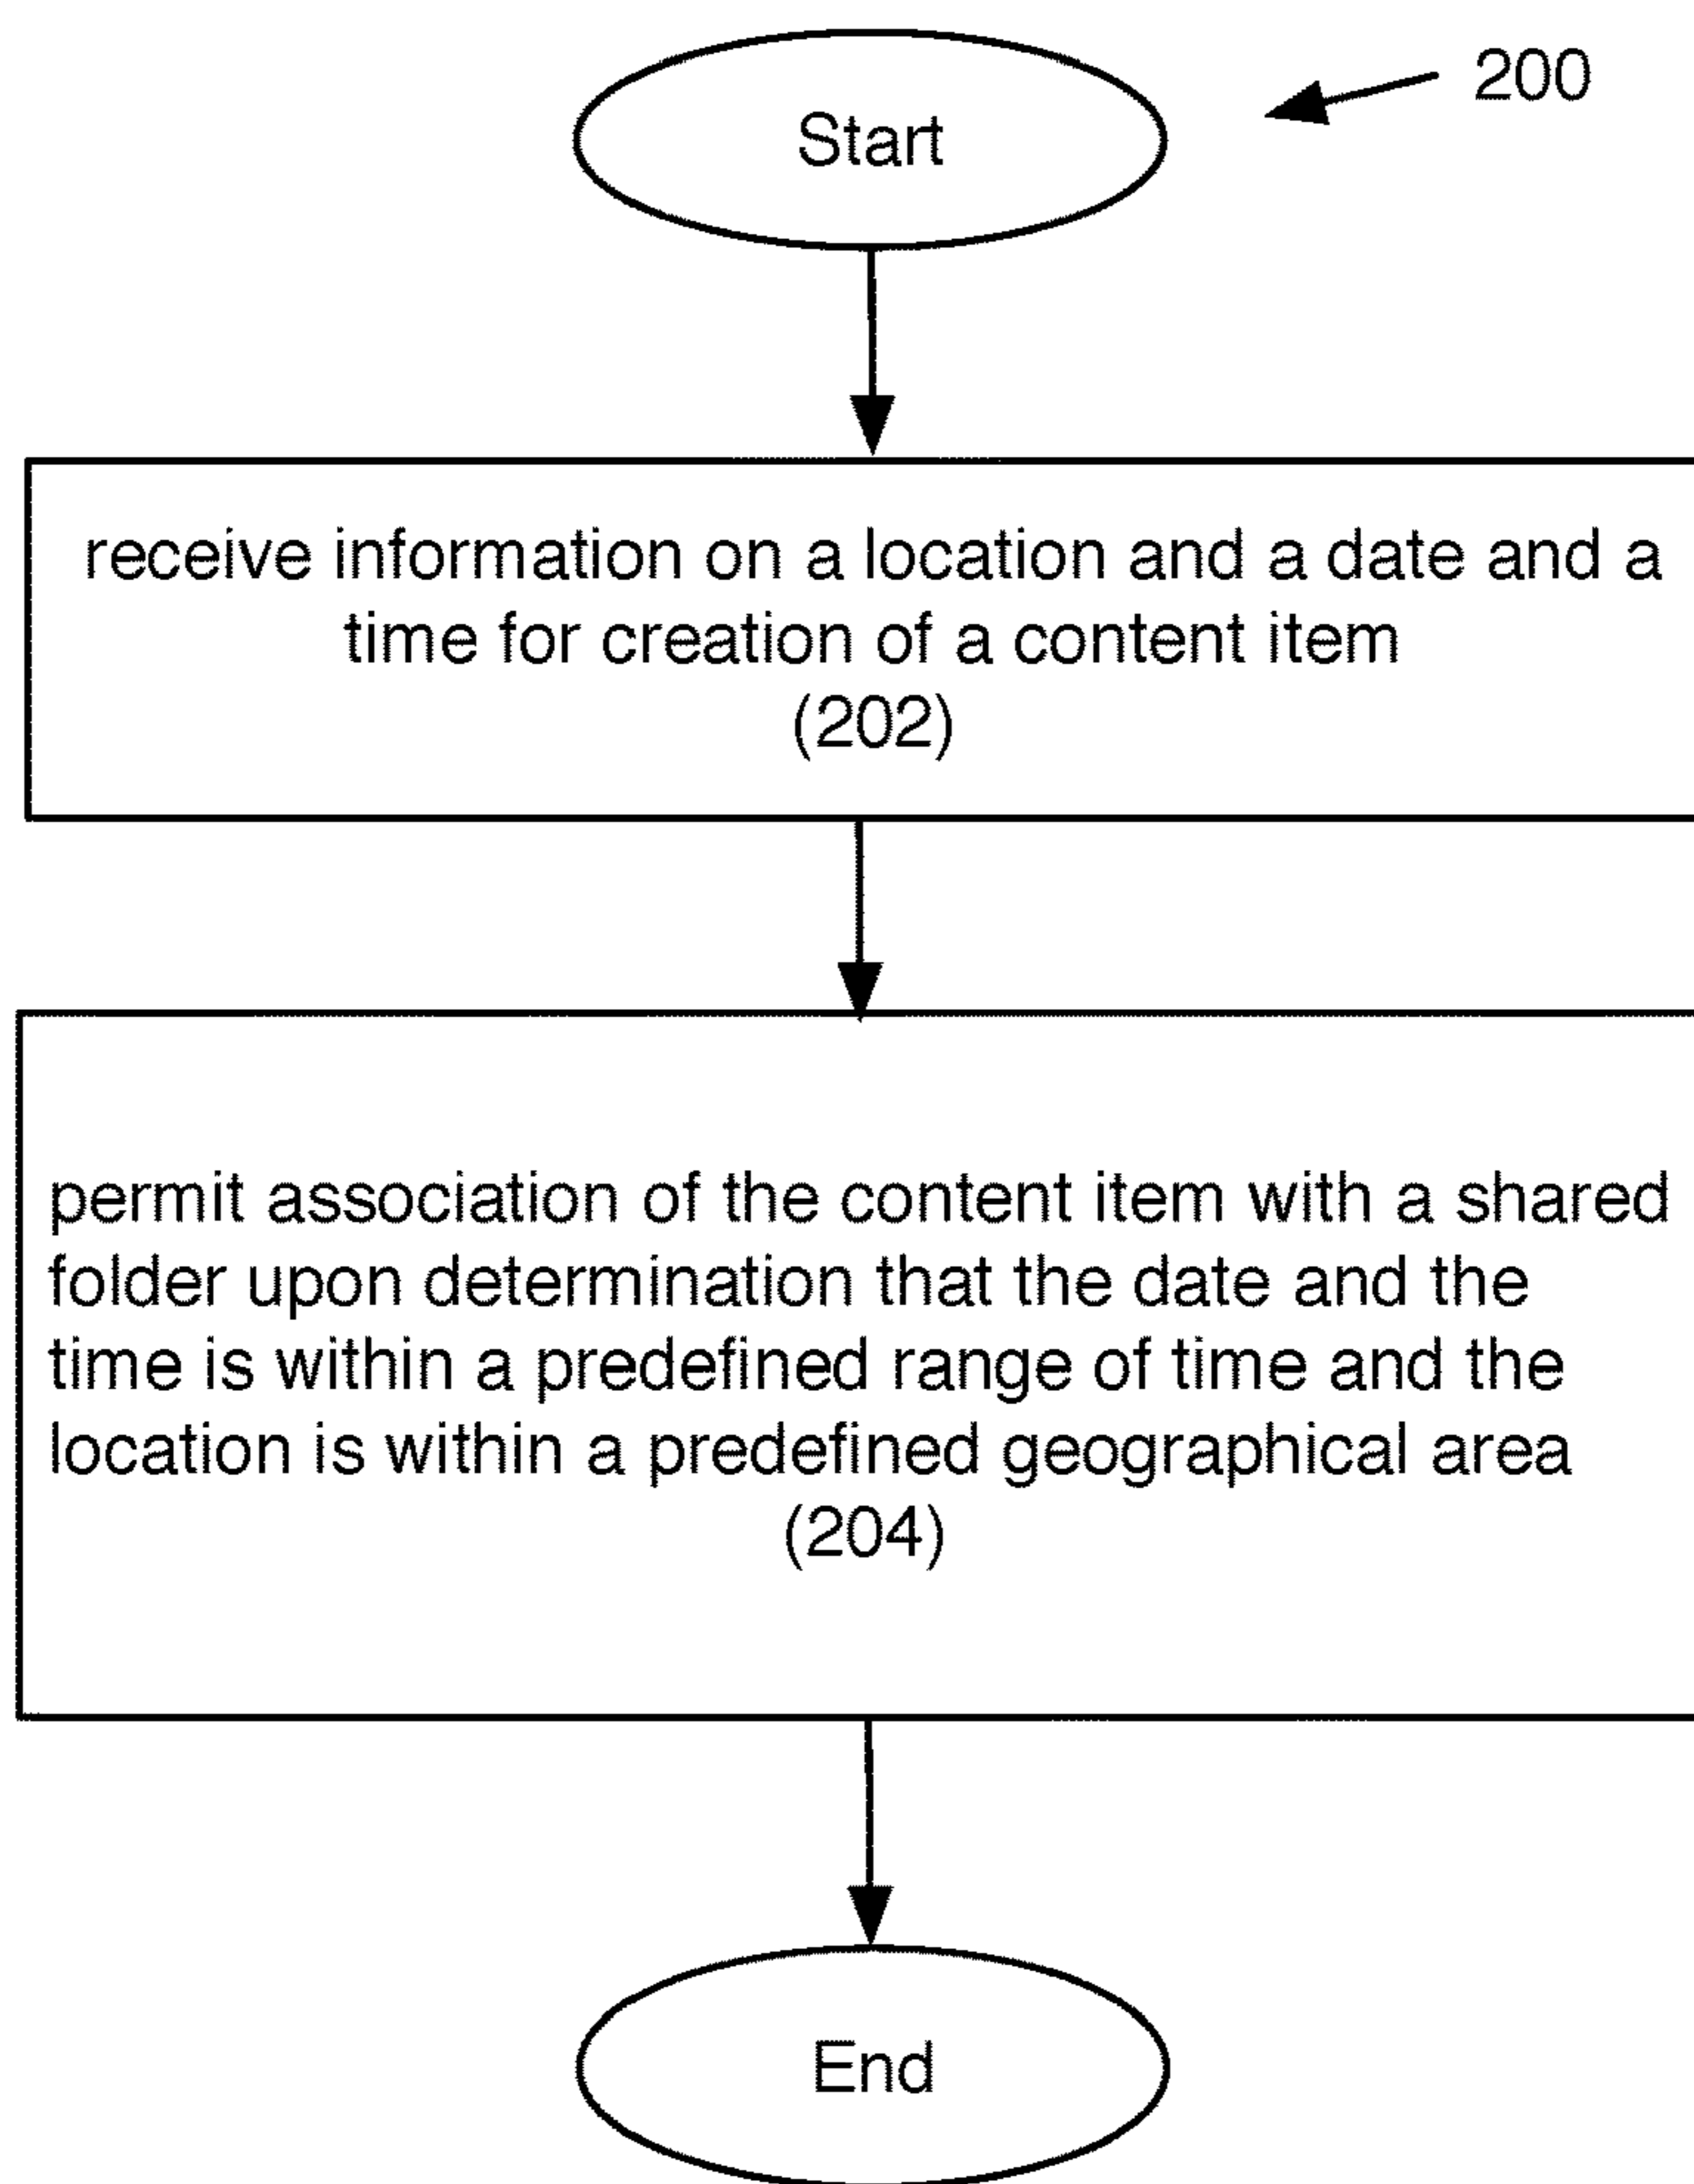 Start
200
receive information on a location and a date and a
time for creation of a content item
(202)
permit association of the content item with a shared
folder upon determination that the date and the
time is within a predefined range of time and the
location is within a predefined geographical area
(204)
End